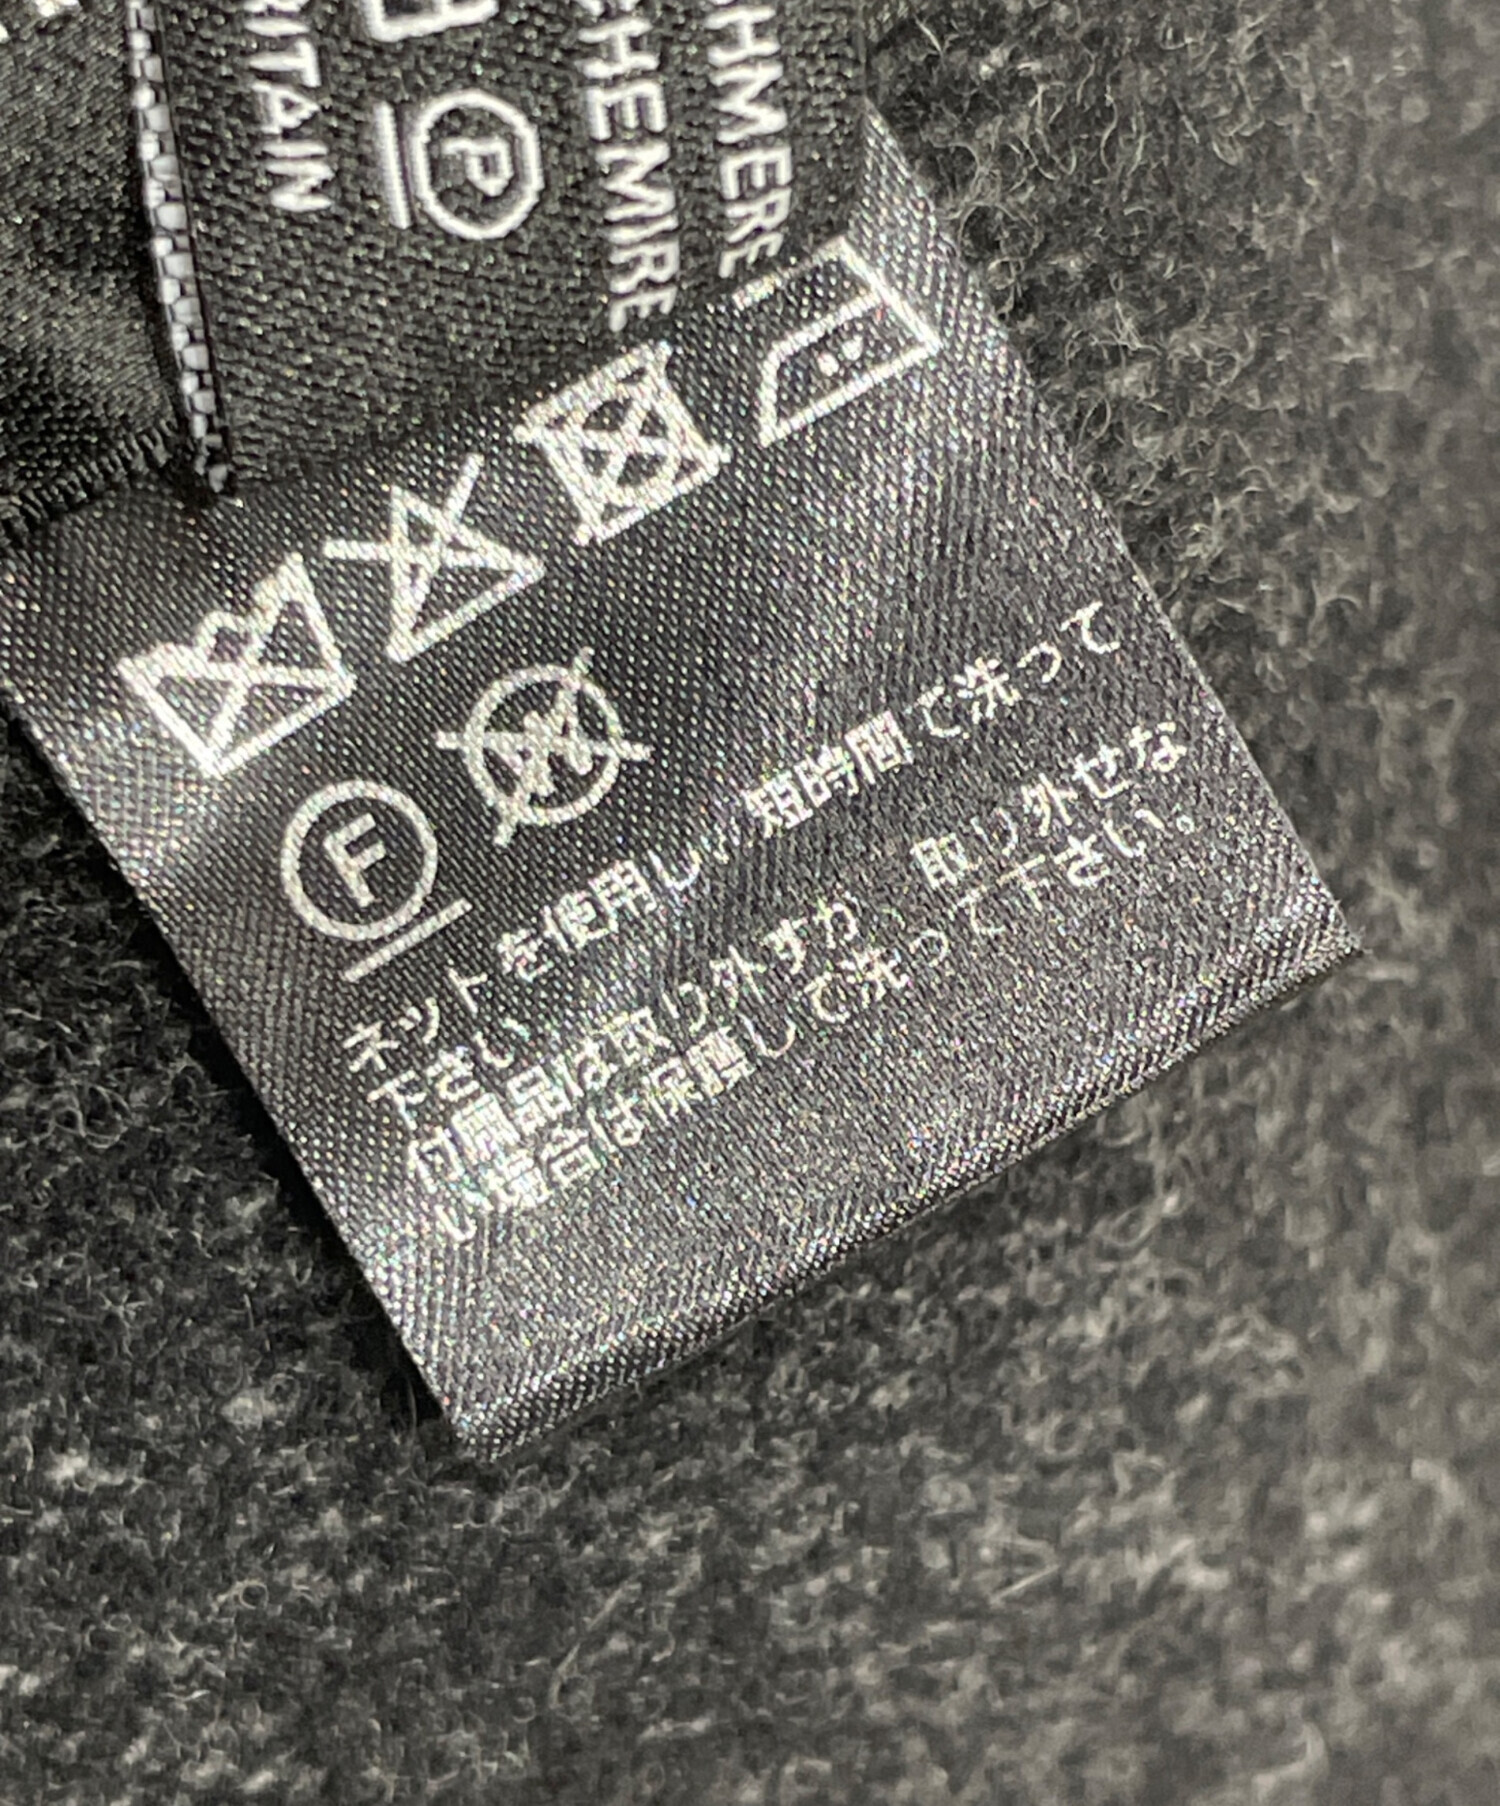 RITAIN
P
CHEMIRE
SHMERE
F
ネットを使用し、短時間で洗って
下さい
付属品は取り外すか、取り外せな
い場合は保護して洗って下さい。